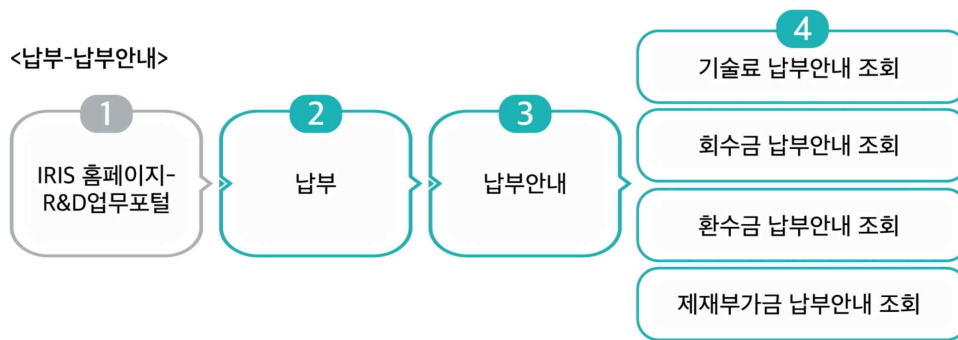 <납부-납부안내>
1
IRIS 홈페이지-
R&D업무포털
2
납부
3
납부안내
4
기술료 납부안내 조회
회수금 납부안내 조회
환수금 납부안내 조회
제재부가금 납부안내 조회